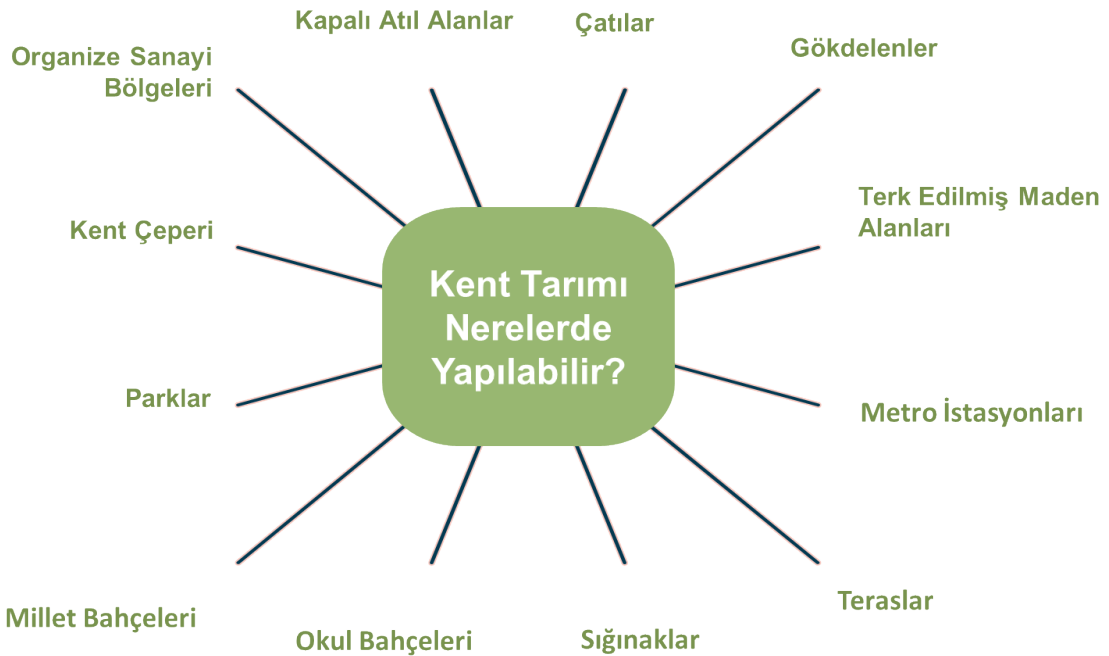 Kapalı Atıl Alanlar
Çatılar
Gökdelenler
Organize Sanayi
Bölgeleri
Terk Edilmiş Maden
Alanları
Kent Çeperi
Kent Tarımı
Nerelerde
Yapılabilir?
Parklar
Metro İstasyonları
Teraslar
Millet Bahçeleri
Okul Bahçeleri
Sığınaklar